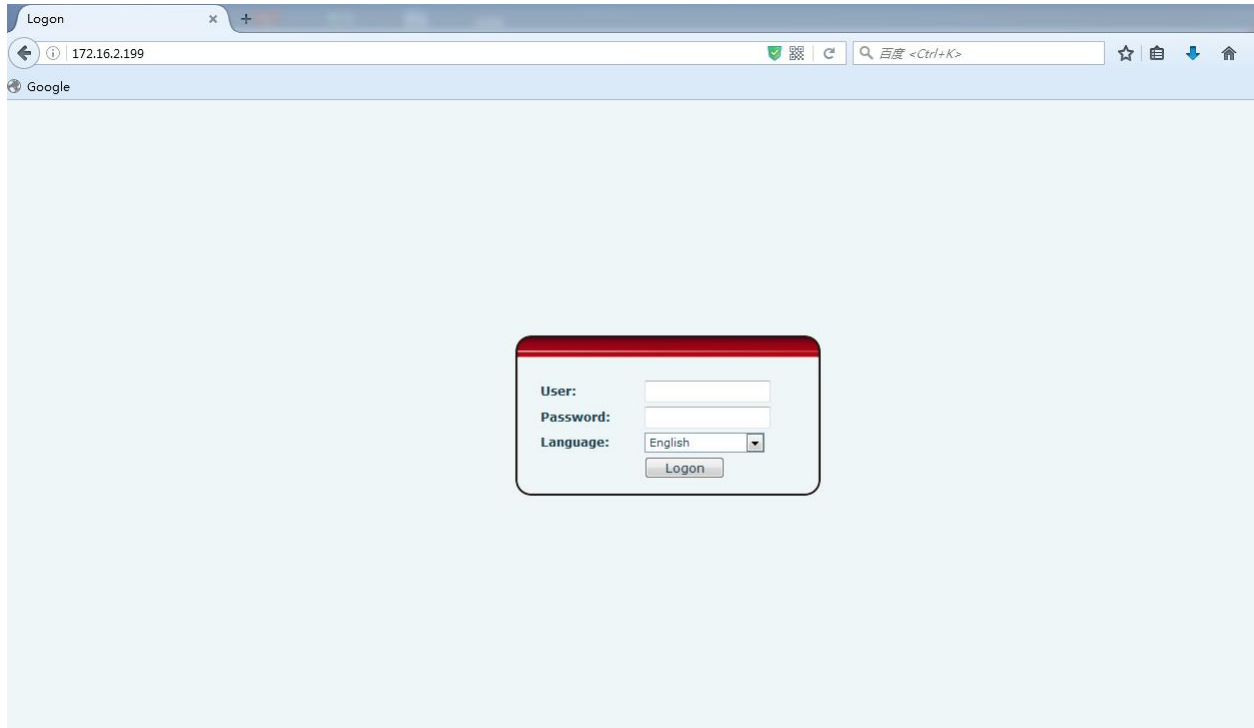 Logon
172.16.2.199
百度 <Ctrl+K>
Google
User:
Password:
Language: English
Logon